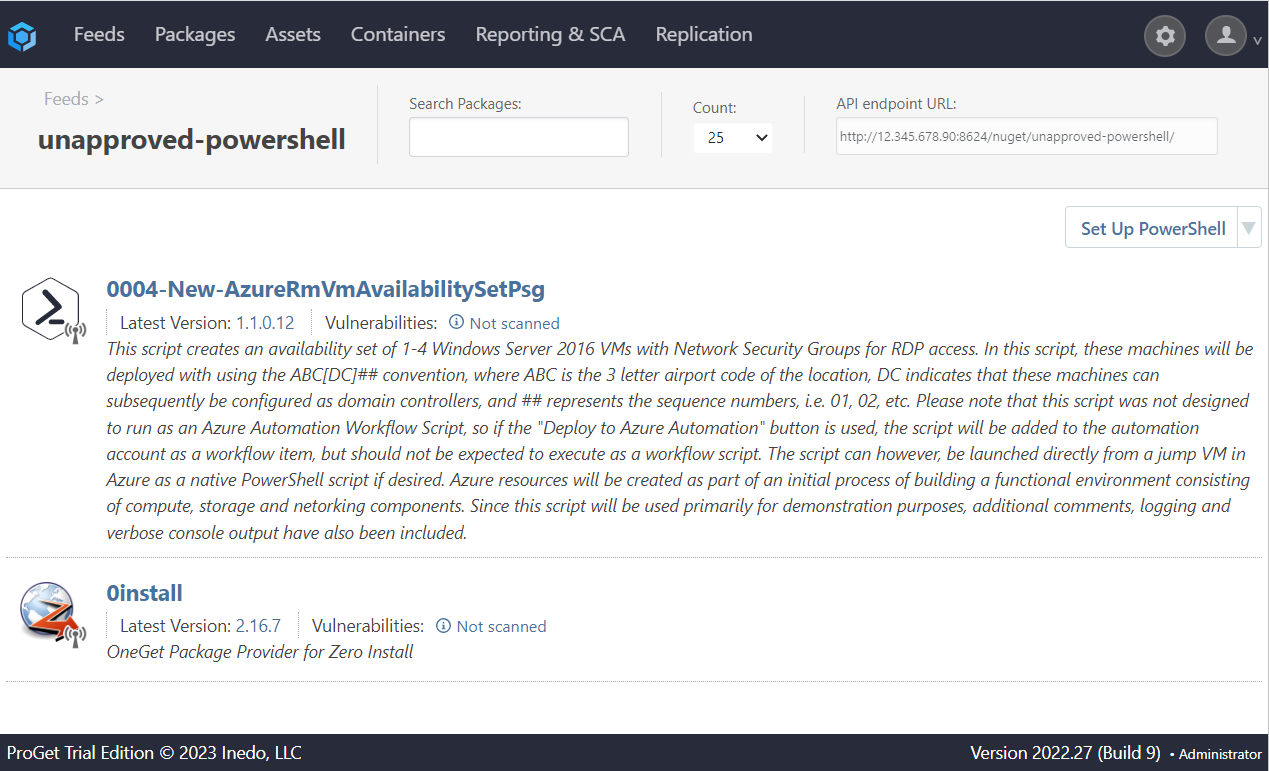 Feeds Packages Assets Containers Reporting & SCA Replication
Feeds >
unapproved-powershell
Search Packages:
Count:
25
API endpoint URL:
http://12.345.678.90:8624/nuget/unapproved-powershell/
Set Up PowerShell
0004-New-AzureRmVmAvailabilitySetPsg
Latest Version: 1.1.0.12 Vulnerabilities: Not scanned
This script creates an availability set of 1-4 Windows Server 2016 VMs with Network Security Groups for RDP access. In this script, these machines will be
deployed with using the ABC[DC]## convention, where ABC is the 3 letter airport code of the location, DC indicates that these machines can
subsequently be configured as domain controllers, and ## represents the sequence numbers, i.e. 01, 02, etc. Please note that this script was not designed
to run as an Azure Automation Workflow Script, so if the "Deploy to Azure Automation" button is used, the script will be added to the automation
account as a workflow item, but should not be expected to execute as a workflow script. The script can however, be launched directly from a jump VM in
Azure as a native PowerShell script if desired. Azure resources will be created as part of an initial process of building a functional environment consisting
of compute, storage and netorking components. Since this script will be used primarily for demonstration purposes, additional comments, logging and
verbose console output have also been included.
0install
Latest Version: 2.16.7 Vulnerabilities: Not scanned
OneGet Package Provider for Zero Install
ProGet Trial Edition © 2023 Inedo, LLC
Version 2022.27 (Build 9) • Administrator